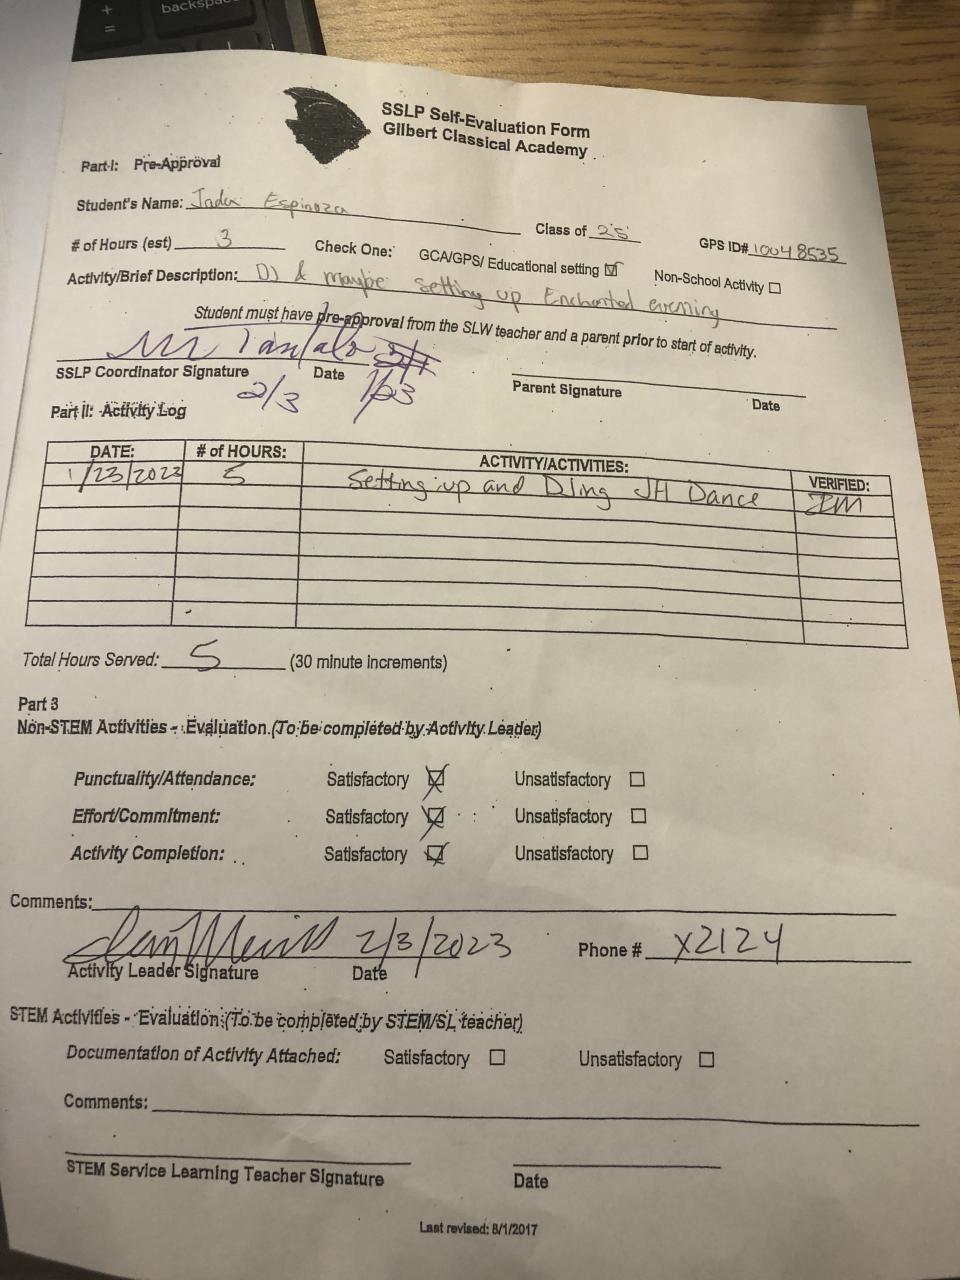 +
=
backspac
SSLP Self-Evaluation Form
Gilbert Classical Academy
Part I: Pre-Approval
Student's Name: Espinoza
Class of 25
GPS ID# 10048535
# of Hours (est) 3
Check One: GCA/GPS/ Educational setting ☑ Non-School Activity ☐
Activity/Brief Description: DJ & maybe setting up Enchanted evening
Student must have pre-approval from the SLW teacher and a parent prior to start of activity.
SSLP Coordinator Signature Date
2/3 1/23
Parent Signature Date
Part II: Activity Log
DATE: # of HOURS: ACTIVITY/ACTIVITIES: VERIFIED:
1/23/2023 5 Setting up and DJing JH Dance
Total Hours Served: 5 (30 minute increments)
Part 3
Non-STEM Activities - Evaluation (To be completed by Activity Leader)
Punctuality/Attendance: Satisfactory ☒ Unsatisfactory ☐
Effort/Commitment: Satisfactory ☒ Unsatisfactory ☐
Activity Completion: Satisfactory ☒ Unsatisfactory ☐
Comments:
2/3/2023 Phone # x2124
Activity Leader Signature Date
STEM Activities - Evaluation (To be completed by STEM/SL teacher)
Documentation of Activity Attached: Satisfactory ☐ Unsatisfactory ☐
Comments:
STEM Service Learning Teacher Signature Date
Last revised: 8/1/2017